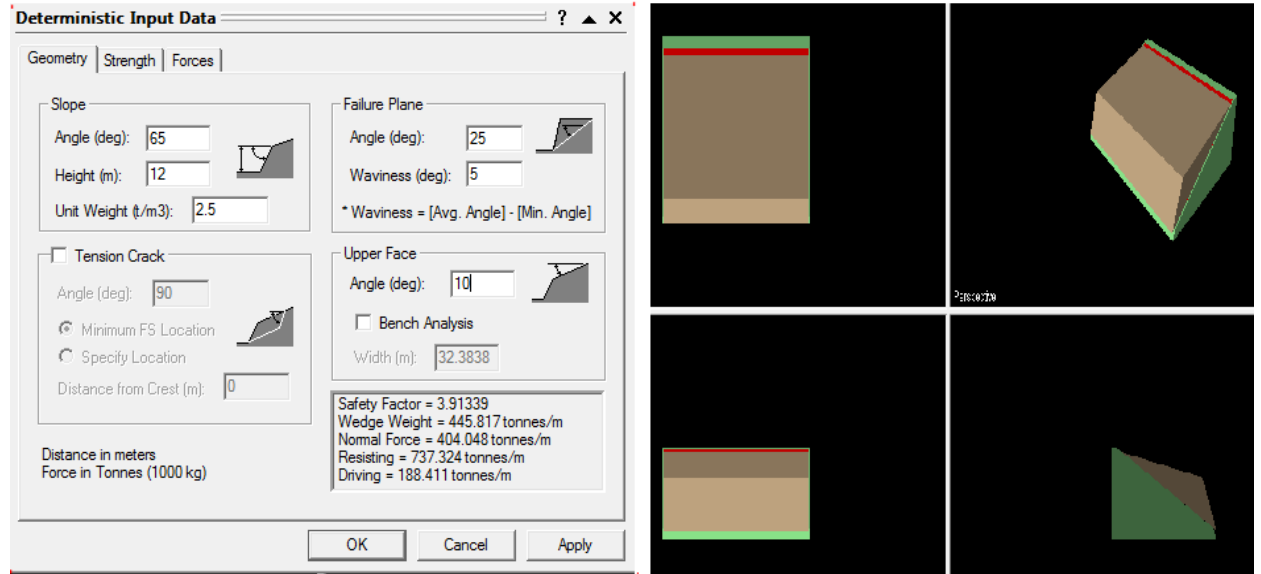 Deterministic Input Data ? ▲ X
Geometry Strength Forces
Slope
Angle (deg): 65
Height (m): 12
Unit Weight (t/m3): 2.5
Failure Plane
Angle (deg): 25
Waviness (deg): 5
* Waviness = [Avg. Angle] - [Min. Angle]
Tension Crack
Angle (deg): 90
Minimum FS Location
Specify Location
Distance from Crest (m): 0
Upper Face
Angle (deg): 10
Bench Analysis
Width (m): 32.3838
Safety Factor = 3.91339
Wedge Weight = 445.817 tonnes/m
Normal Force = 404.048 tonnes/m
Resisting = 737.324 tonnes/m
Driving = 188.411 tonnes/m
Distance in meters
Force in Tonnes (1000 kg)
OK Cancel Apply
Perspective